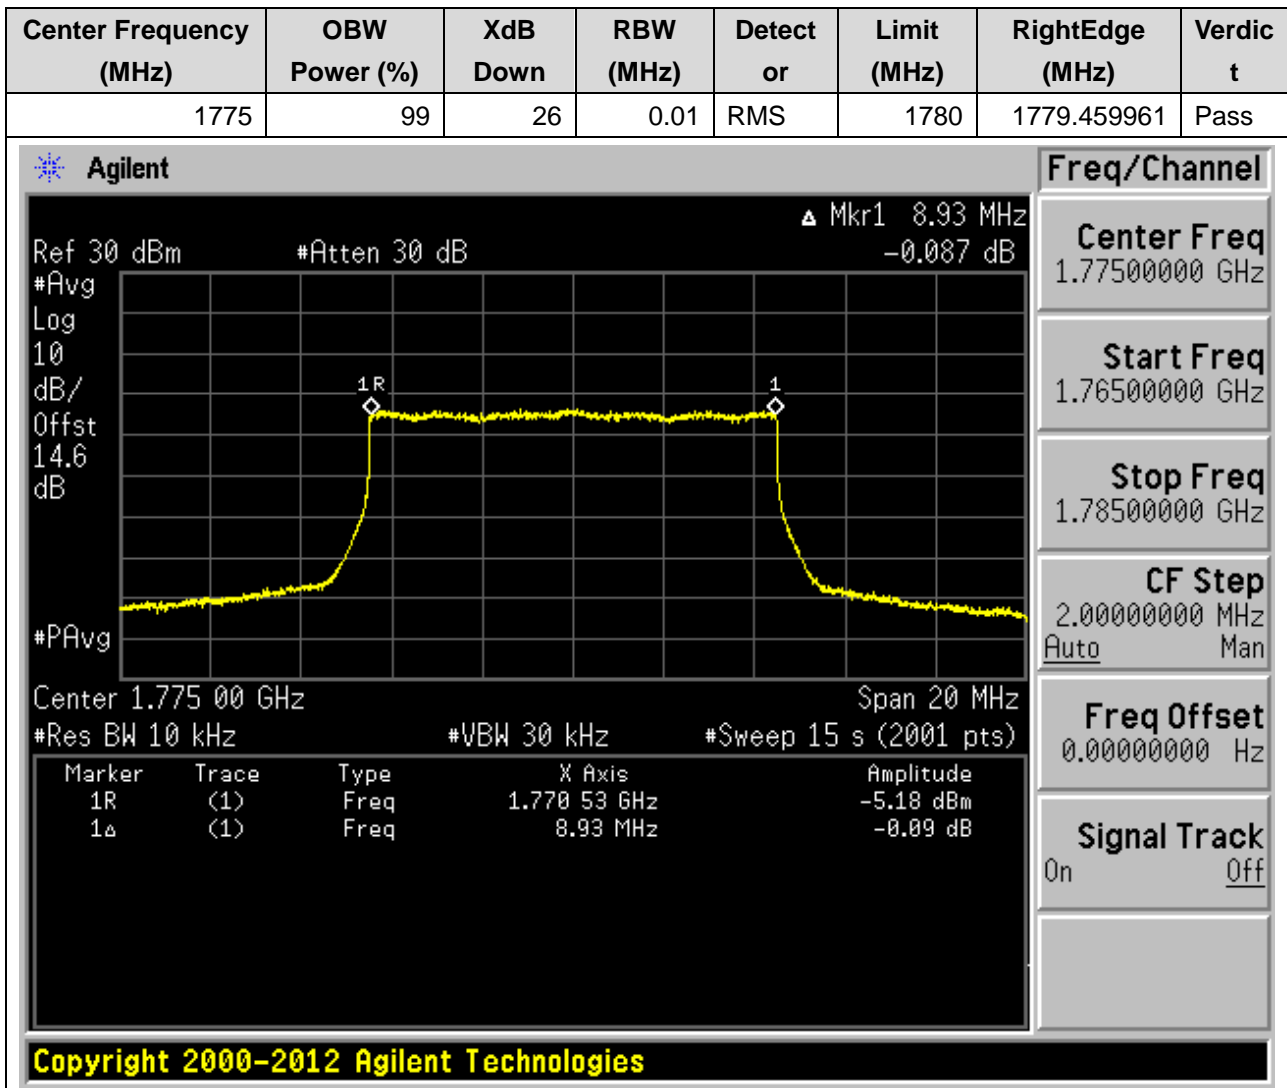 Center Frequency (MHz) OBW Power (%) XdB Down RBW (MHz) Detect or Limit (MHz) RightEdge (MHz) Verdic t
1775 99 26 0.01 RMS 1780 1779.459961 Pass
Agilent
Freq/Channel
Δ Mkr1 8.93 MHz
Ref 30 dBm #Atten 30 dB -0.087 dB
#Avg
Log
10
dB/
Offst
14.6
dB
1R
1
#PAvg
Center 1.775 00 GHz Span 20 MHz
#Res BW 10 kHz #VBW 30 kHz #Sweep 15 s (2001 pts)
Marker Trace Type X Axis Amplitude
1R (1) Freq 1.770 53 GHz -5.18 dBm
1Δ (1) Freq 8.93 MHz -0.09 dB
Center Freq
1.77500000 GHz
Start Freq
1.76500000 GHz
Stop Freq
1.78500000 GHz
CF Step
2.00000000 MHz
Auto Man
Freq Offset
0.00000000 Hz
Signal Track
On Off
Copyright 2000-2012 Agilent Technologies